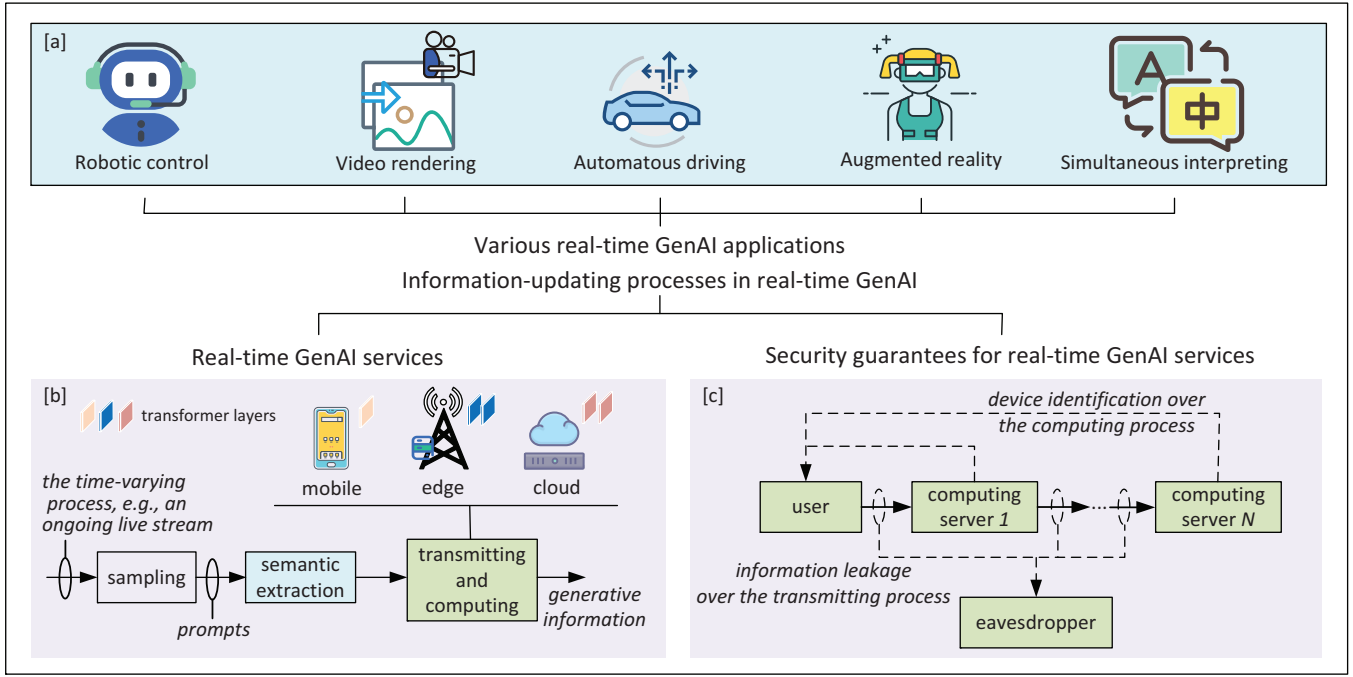 [a]
Robotic control
Video rendering
Automatous driving
Augmented reality
Simultaneous interpreting
A
中
Various real-time GenAI applications
Information-updating processes in real-time GenAI
Real-time GenAI services
Security guarantees for real-time GenAI services
[b]
transformer layers
mobile
edge
cloud
the time-varying
process, e.g., an
ongoing live stream
sampling
prompts
semantic
extraction
transmitting
and
computing
generative
information
[c]
device identification over
the computing process
user
computing
server 1
...
computing
server N
information leakage
over the transmitting process
eavesdropper